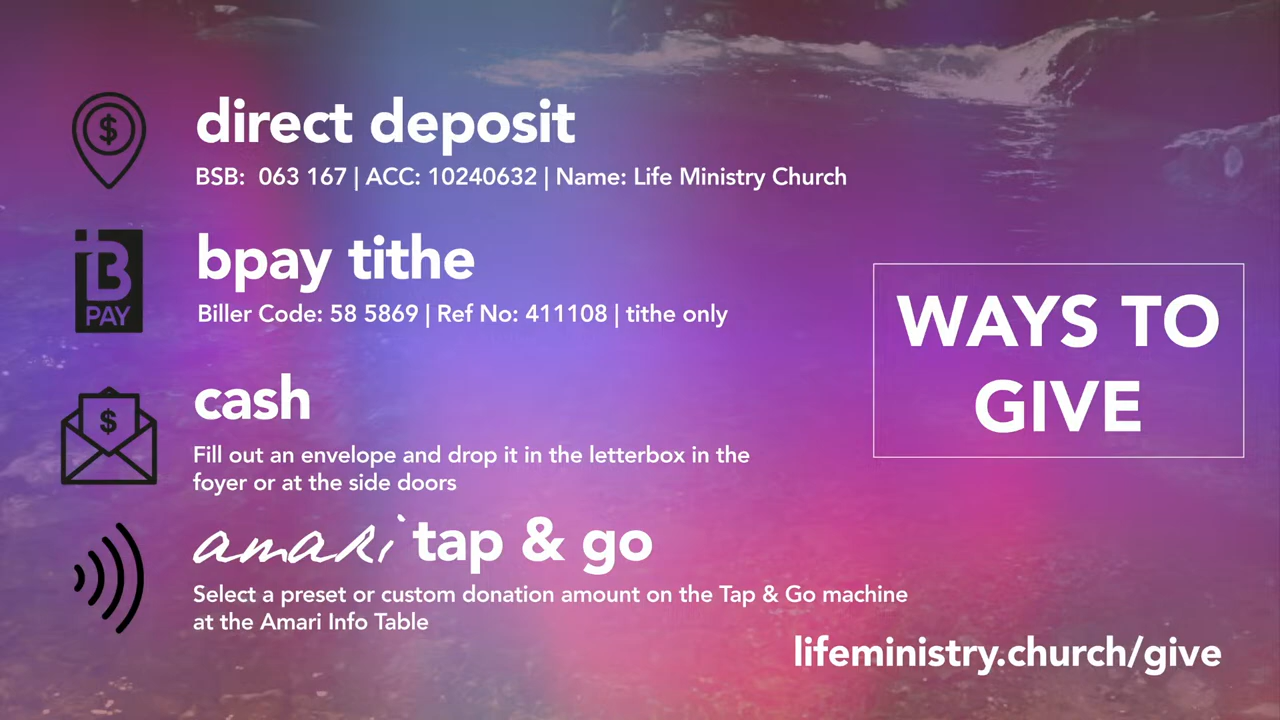 direct deposit
BSB:  063 167 | ACC: 10240632 | Name: Life Ministry Church
B
PAY
bpay tithe
Biller Code: 58 5869 | Ref No: 411108 | tithe only
cash
Fill out an envelope and drop it in the letterbox in the
foyer or at the side doors
amari tap & go
Select a preset or custom donation amount on the Tap & Go machine
at the Amari Info Table
WAYS TO
GIVE
lifeministry.church/give